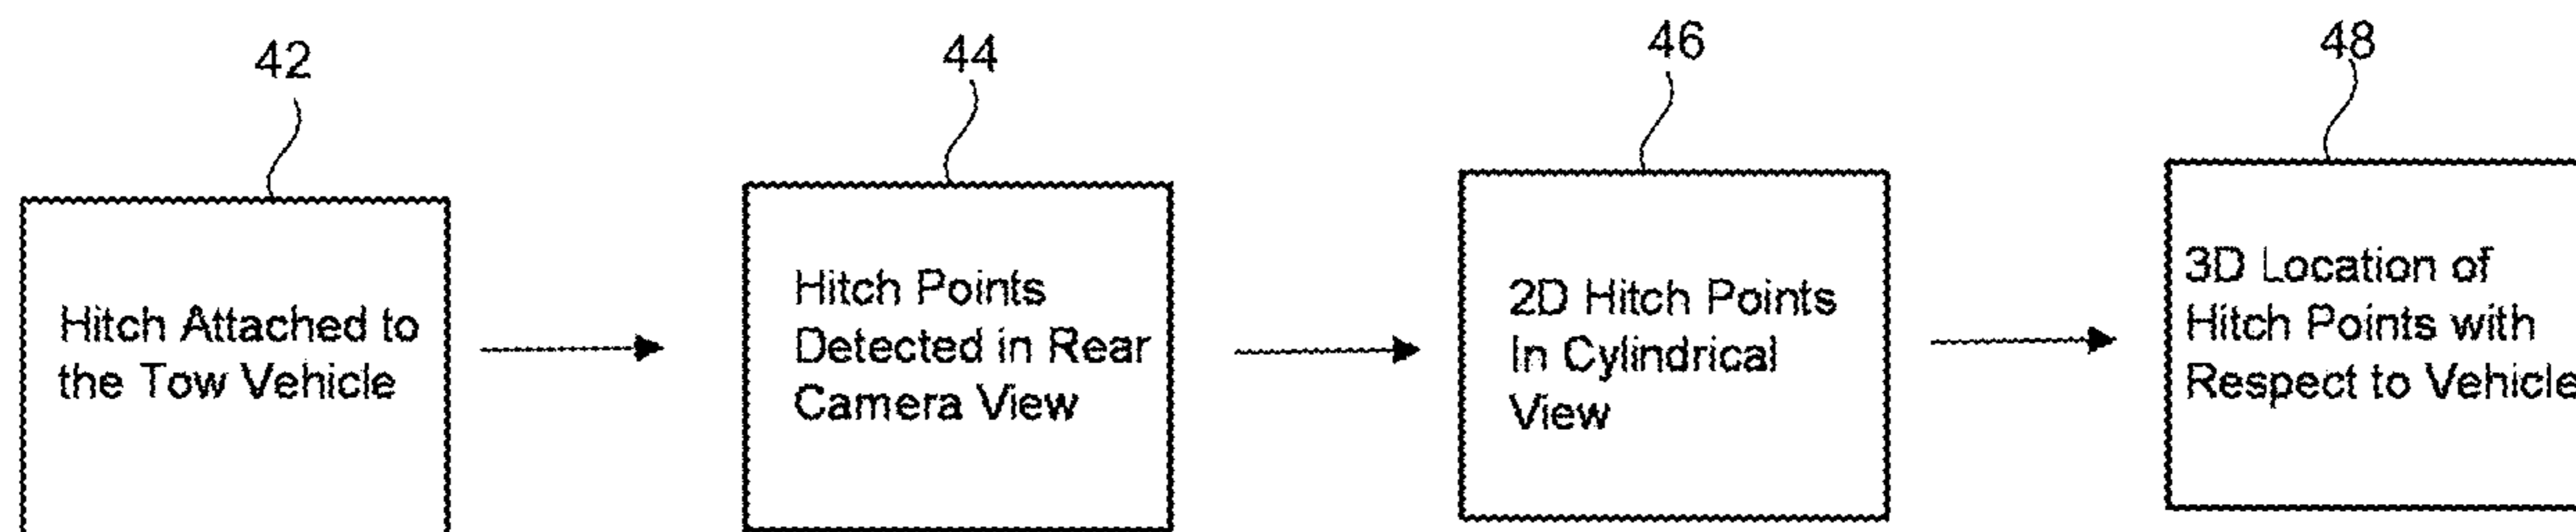 42
44
46
48
Hitch Attached to
the Tow Vehicle
Hitch Points
Detected in Rear
Camera View
2D Hitch Points
In Cylindrical
View
3D Location of
Hitch Points with
Respect to Vehicle